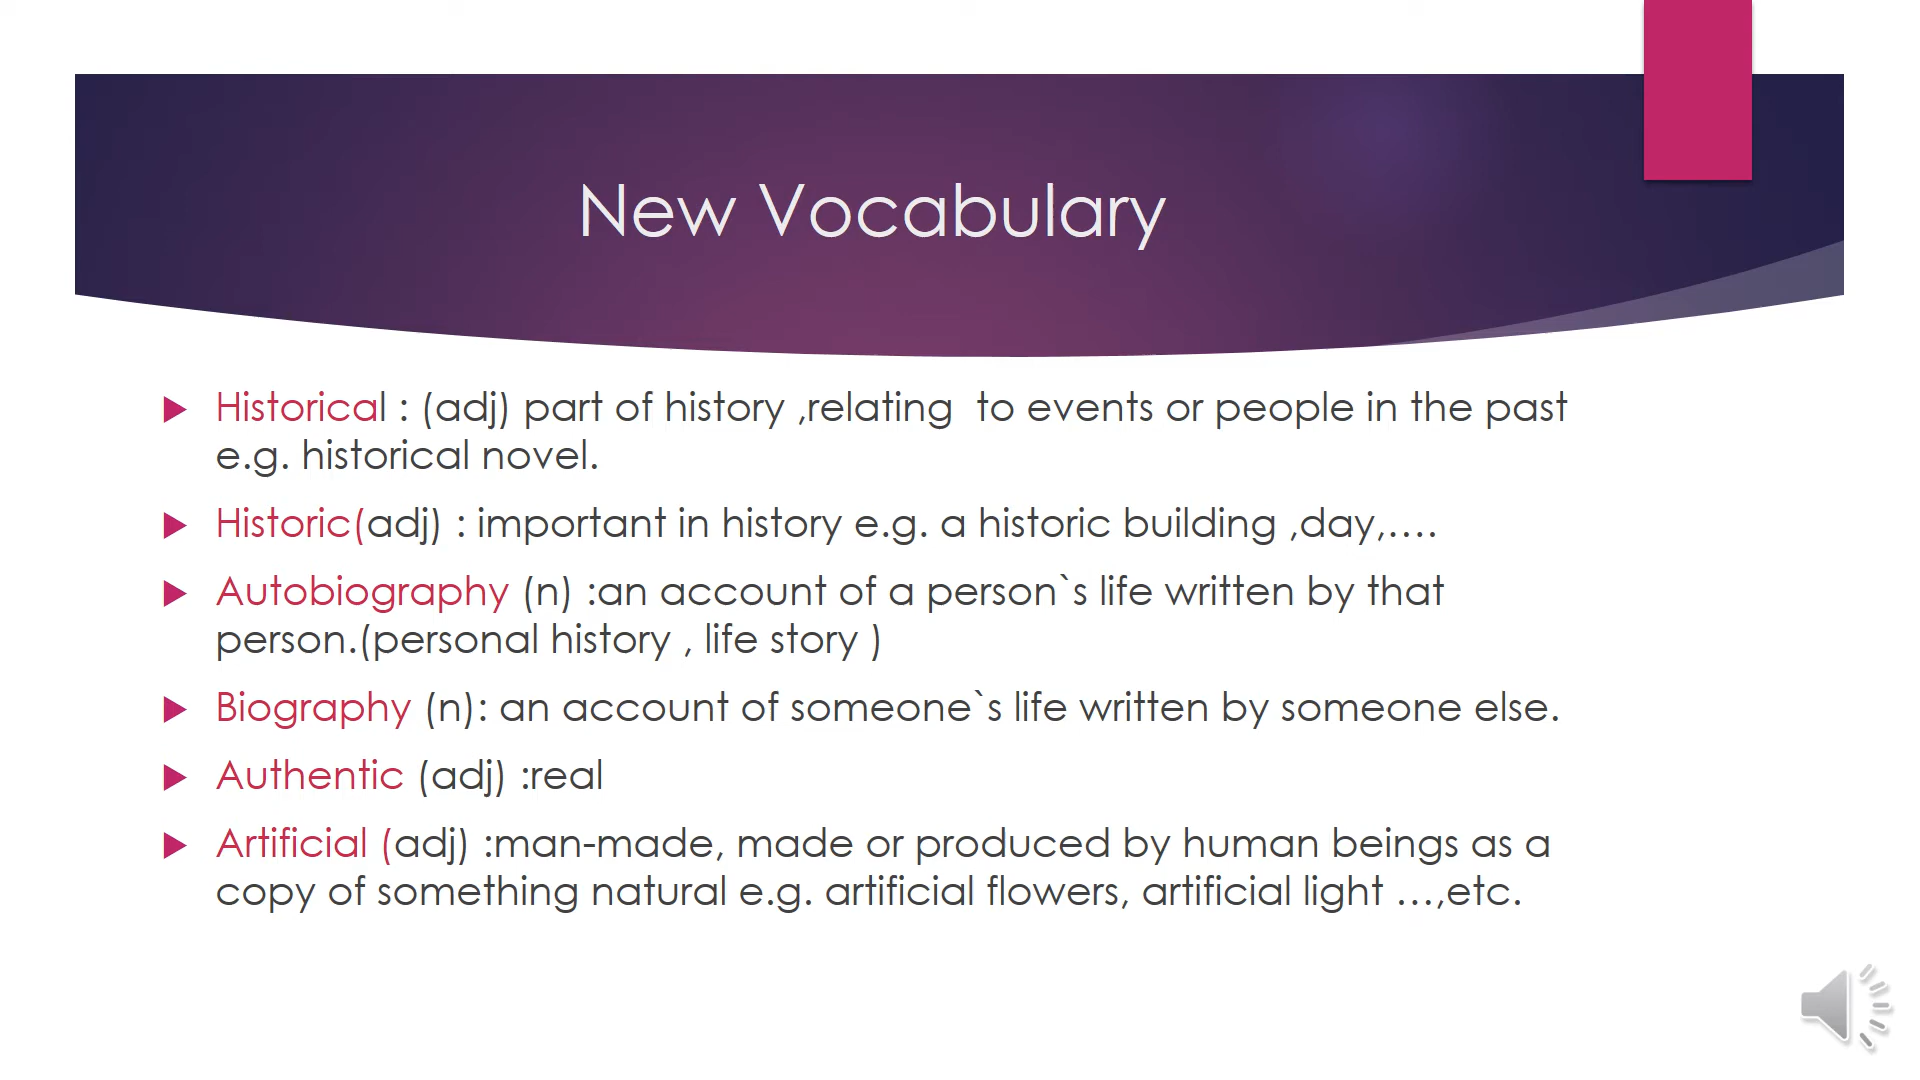 New Vocabulary
Historical : (adj) part of history ,relating  to events or people in the past
e.g. historical novel.
Historic(adj) : important in history e.g. a historic building ,day,....
Autobiography (n) :an account of a person`s life written by that
person.(personal history , life story )
Biography (n): an account of someone`s life written by someone else.
Authentic (adj) :real
Artificial (adj) :man-made, made or produced by human beings as a
copy of something natural e.g. artificial flowers, artificial light …,etc.